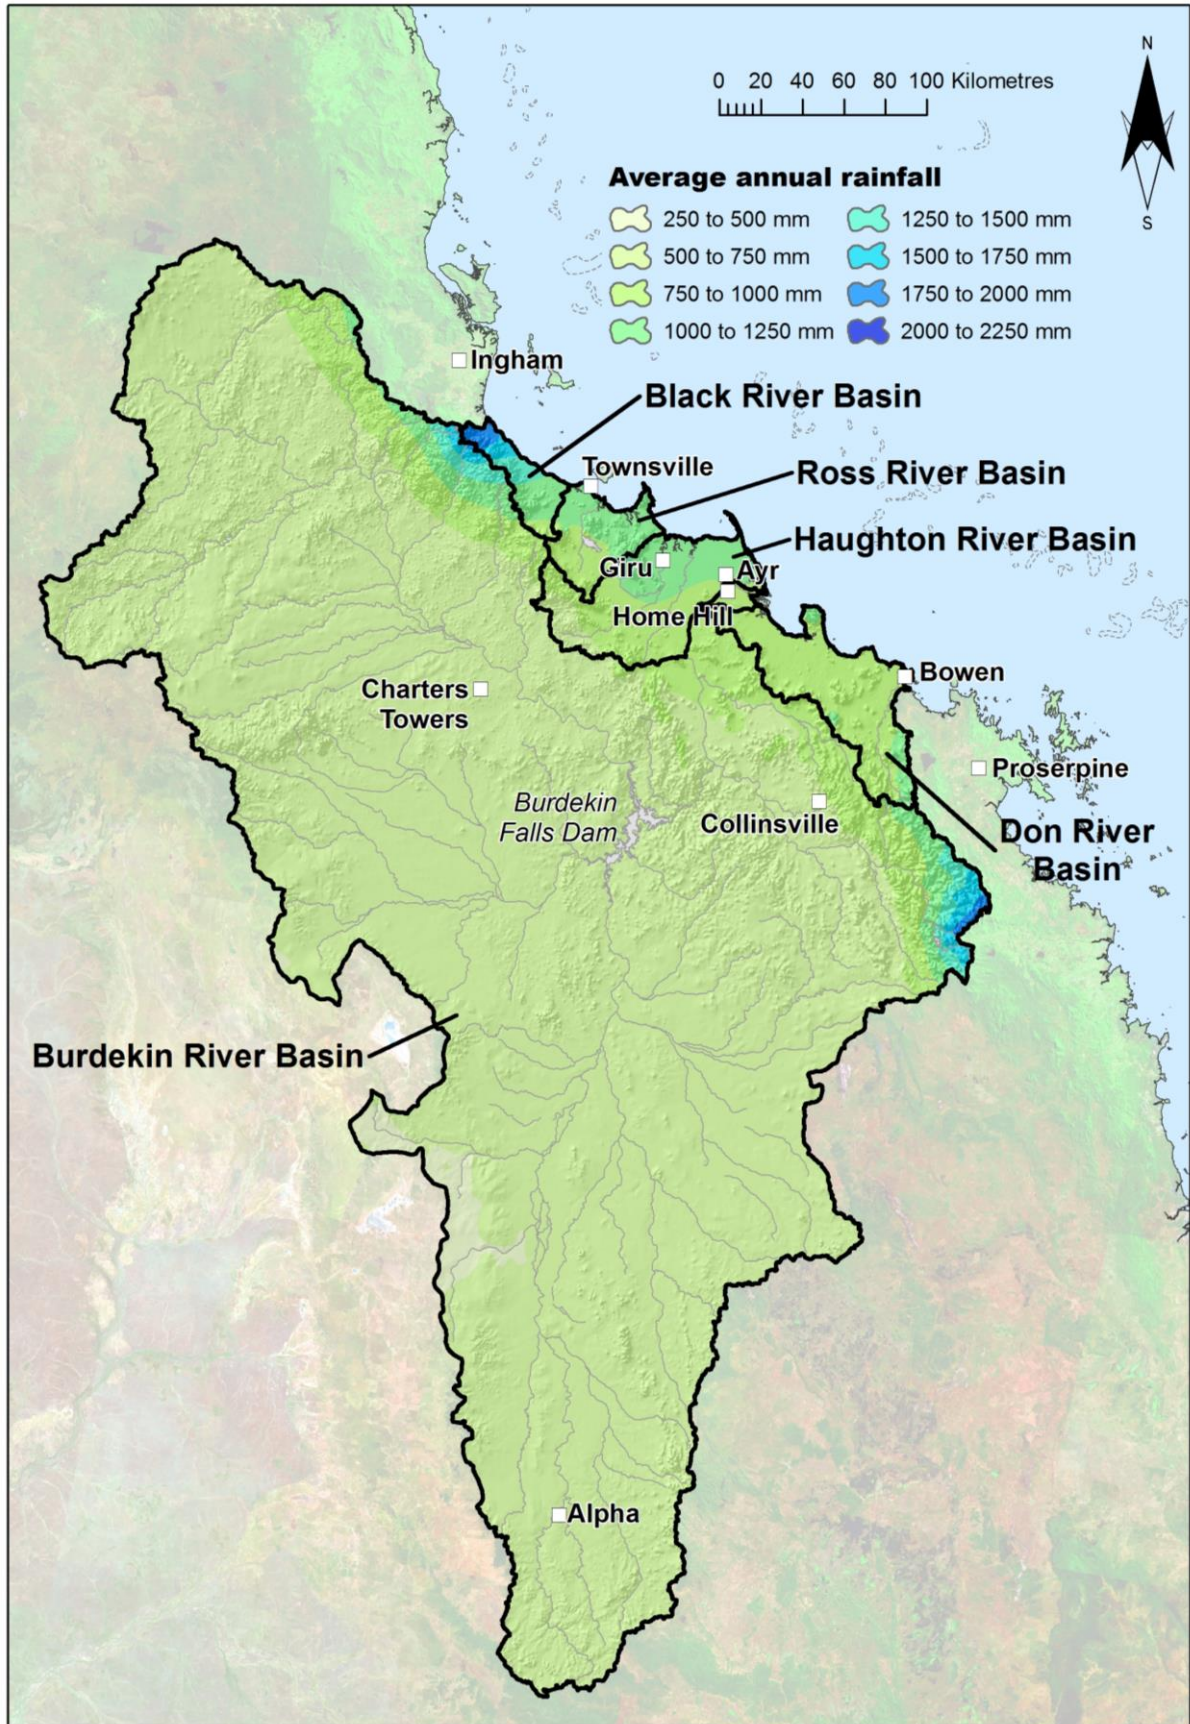 N
S
0 20 40 60 80 100 Kilometres
Average annual rainfall
250 to 500 mm
500 to 750 mm
750 to 1000 mm
1000 to 1250 mm
1250 to 1500 mm
1500 to 1750 mm
1750 to 2000 mm
2000 to 2250 mm
Ingham
Black River Basin
Townsville
Ross River Basin
Haughton River Basin
Giru
Ayr
Home Hill
Bowen
Charters
Towers
Proserpine
Burdekin
Falls Dam
Collinsville
Don River
Basin
Burdekin River Basin
Alpha